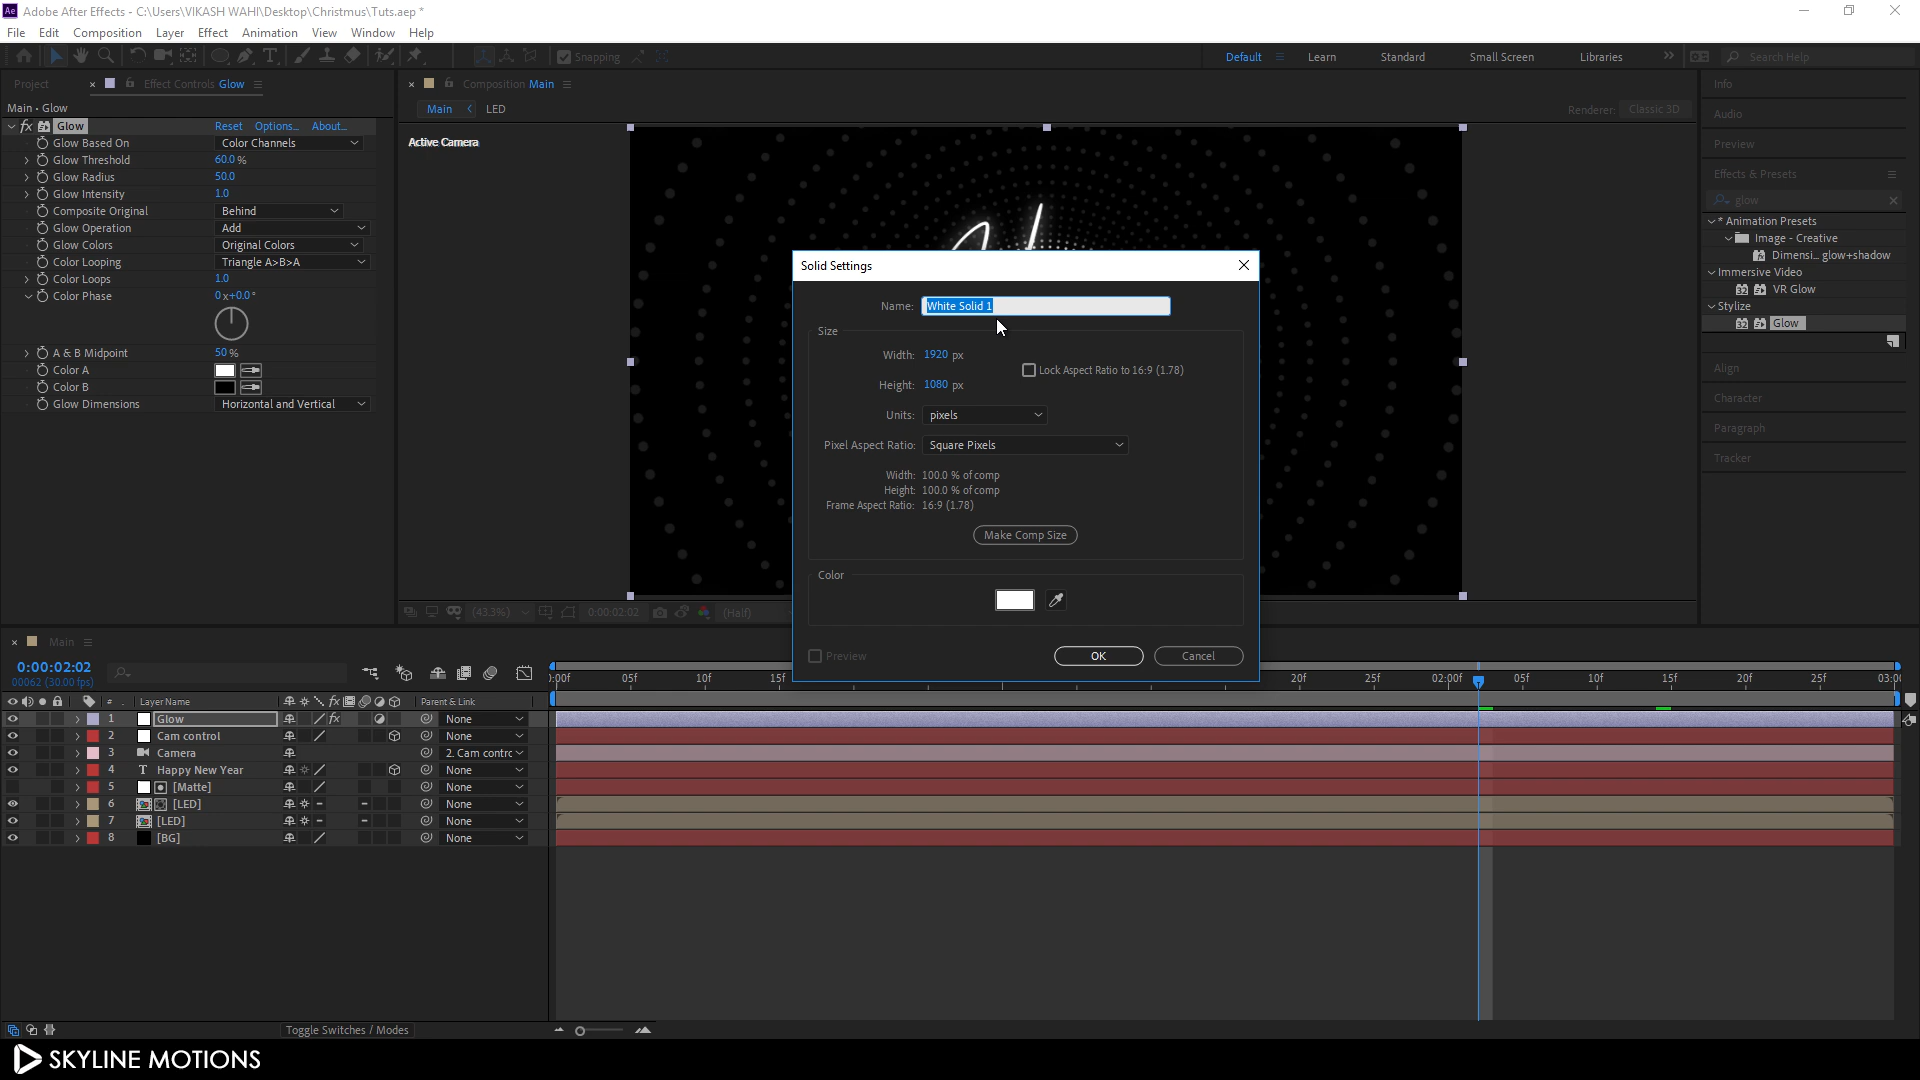 Adobe After Effects - C:\Users\VIKASH WAHI\Desktop\Christmus\Tuts.aep *
File Edit Composition Layer Effect Animation View Window Help
Snapping Default Learn Standard Small Screen Libraries Search Help
Project Effect Controls Glow
Composition Main
Main • Glow
Main LED
Renderer: Classic 3D
Active Camera
Glow Reset Options... About...
Glow Based On Color Channels
Glow Threshold 60.0 %
Glow Radius 50.0
Glow Intensity 1.0
Composite Original Behind
Glow Operation Add
Glow Colors Original Colors
Color Looping Triangle A>B>A
Color Loops 1.0
Color Phase 0x+0.0°
A & B Midpoint 50 %
Color A
Color B
Glow Dimensions Horizontal and Vertical
Solid Settings
Name: White Solid 1
Size
Width: 1920 px
Lock Aspect Ratio to 16:9 (1.78)
Height: 1080 px
Units: pixels
Pixel Aspect Ratio: Square Pixels
Width: 100.0 % of comp
Height: 100.0 % of comp
Frame Aspect Ratio: 16:9 (1.78)
Make Comp Size
Color
Preview OK Cancel
(43.3%) 0:00:02:02 (Half)
Info
Audio
Preview
Effects & Presets
glow
* Animation Presets
Image - Creative
Dimensi... glow+shadow
Immersive Video
VR Glow
Stylize
Glow
Align
Character
Paragraph
Tracker
Main
0:00:02:02
00062 (30.00 fps)
:00f 05f 10f 15f 20f 25f 02:00f 05f 10f 15f 20f 25f 03:0
# Layer Name Parent & Link
1 Glow None
2 Cam control None
3 Camera 2. Cam contrc
4 Happy New Year None
5 [Matte] None
6 [LED] None
7 [LED] None
8 [BG] None
Toggle Switches / Modes
SKYLINE MOTIONS